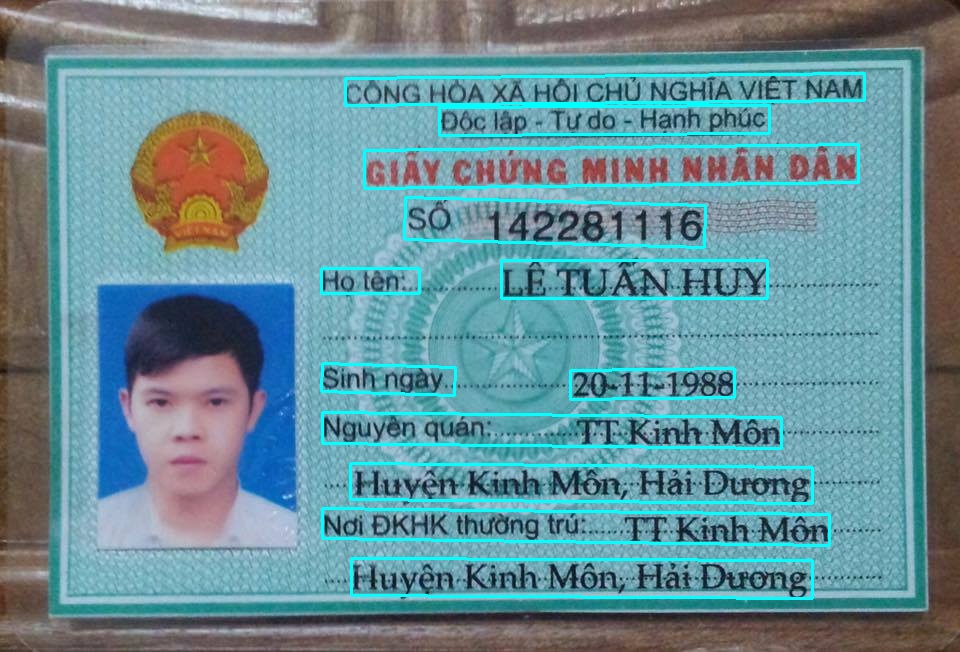 CỘNG HÒA XÃ HỘI CHỦ NGHĨA VIỆT NAM
Độc lập - Tự do - Hạnh phúc
GIẤY CHỨNG MINH NHÂN DÂN
SỐ 142281116
VIET NAM
Họ tên: LÊ TUẤN HUY
Sinh ngày 20-11-1988
Nguyên quán: TT Kinh Môn
Huyện Kinh Môn, Hải Dương
Nơi ĐKHK thường trú: TT Kinh Môn
Huyện Kinh Môn, Hải Dương